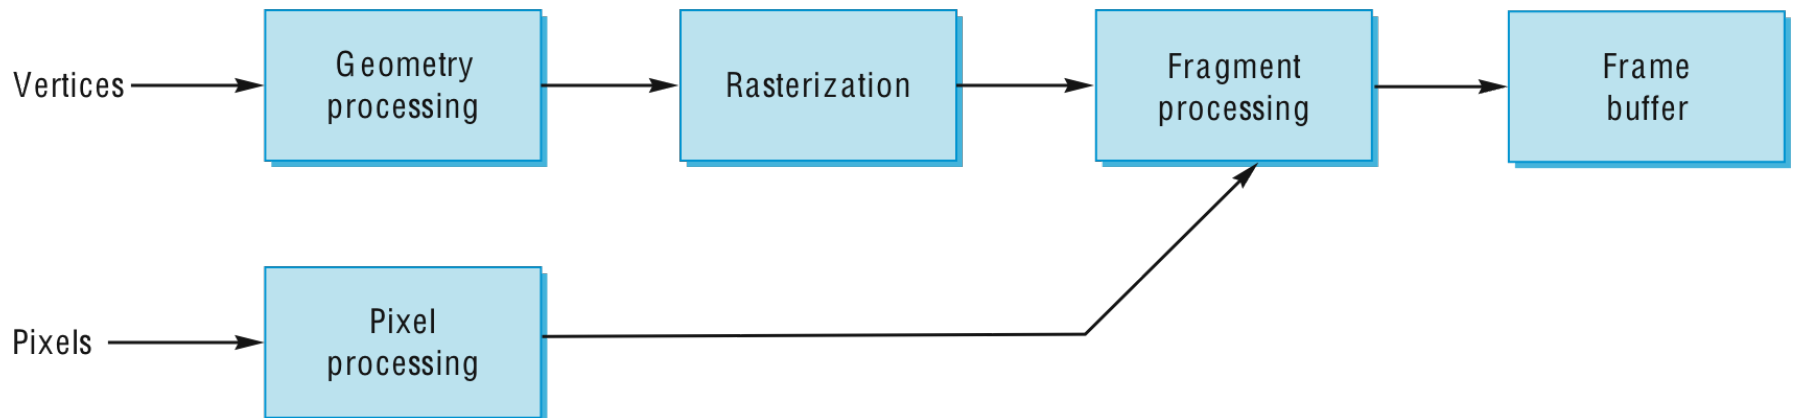 Vertices
Geometry
processing
Rasterization
Fragment
processing
Frame
buffer
Pixels
Pixel
processing